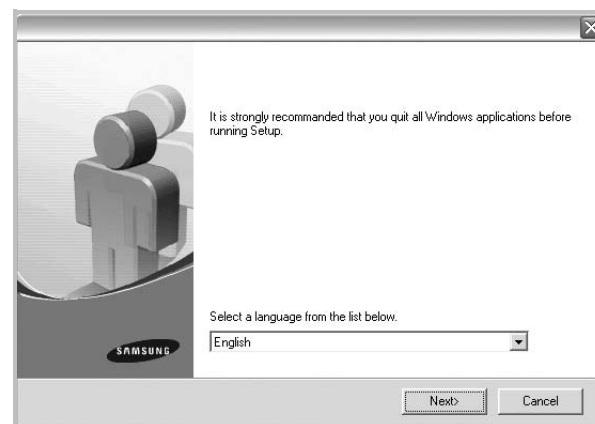 It is strongly recommanded that you quit all Windows applications before
running Setup.
Select a language from the list below.
English
SAMSUNG
Next>
Cancel